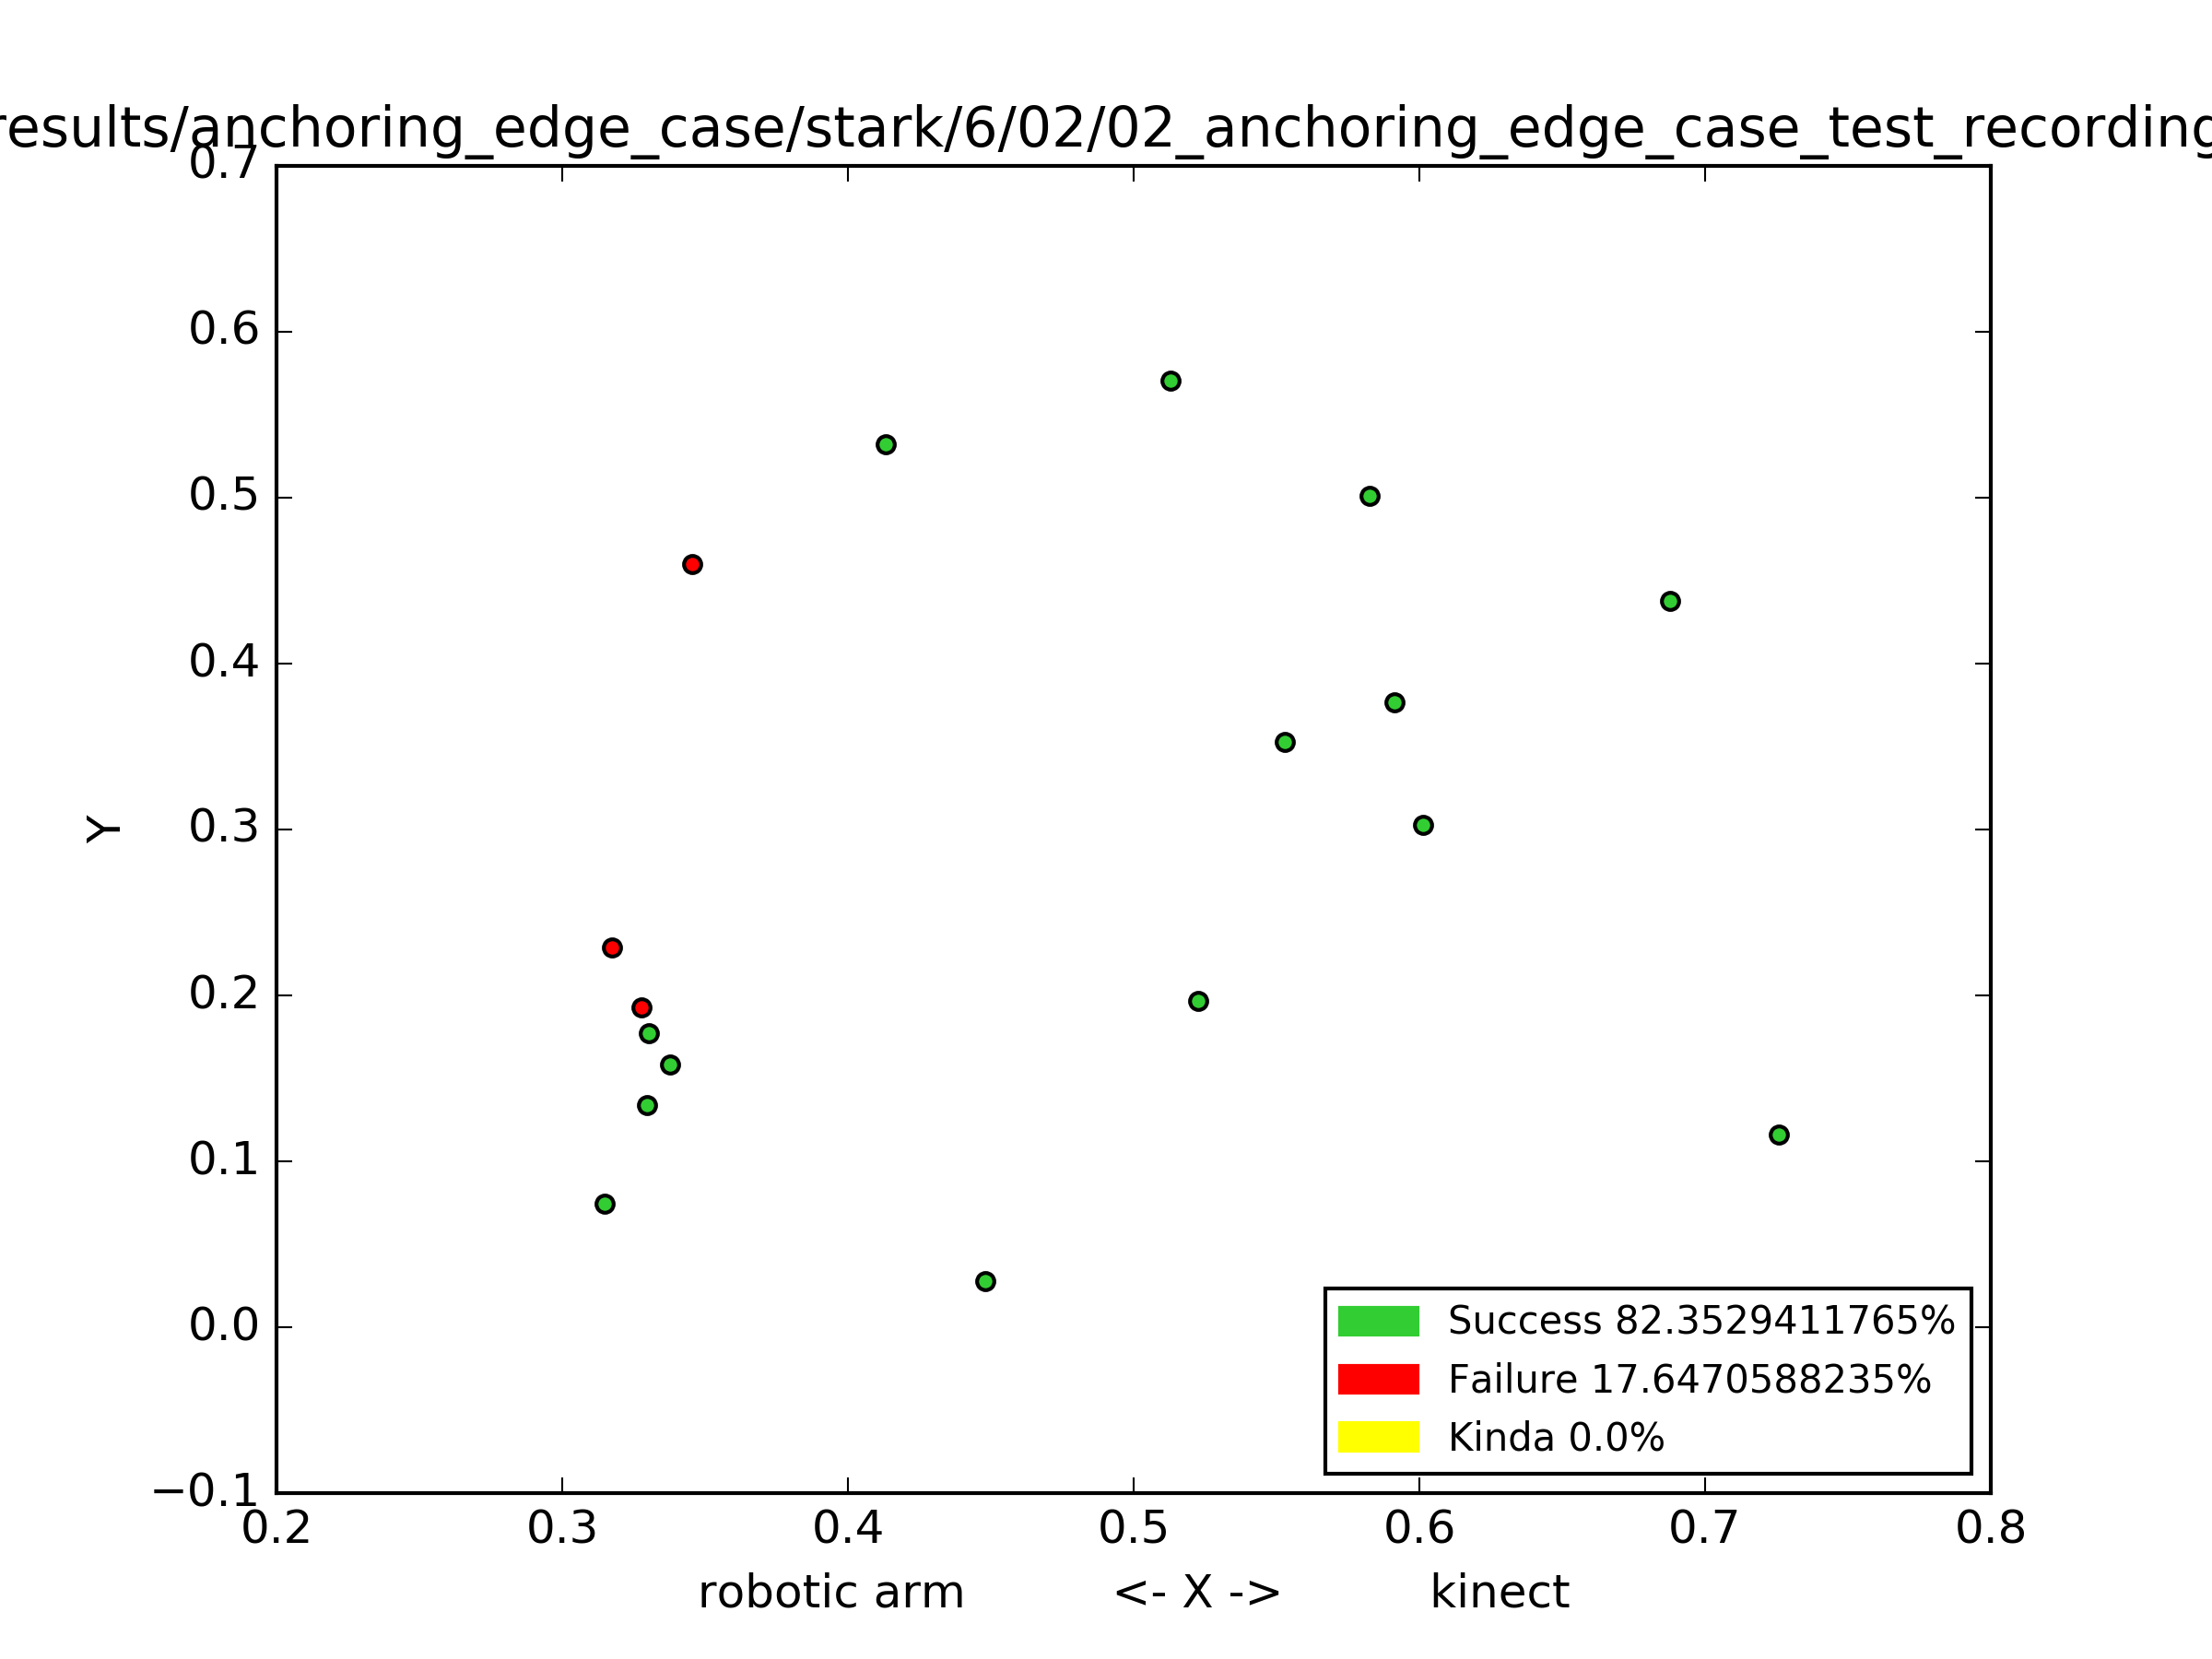 results/anchoring_edge_case/stark/6/02/02_anchoring_edge_case_test_recording
0.7
0.6
0.5
0.4
0.3
0.2
0.1
0.0
−0.1
Y
Success 82.3529411765%
Failure 17.6470588235%
Kinda 0.0%
0.2 0.3 0.4 0.5 0.6 0.7 0.8
robotic arm <- X -> kinect